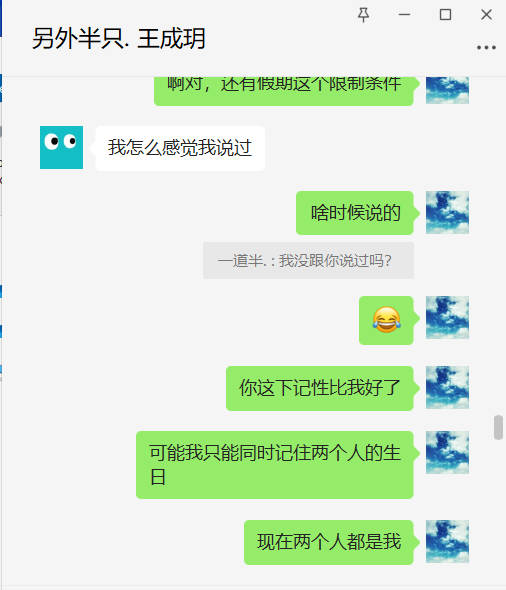 另外半只. 王成玥
啊对，还有假期这个限制条件
我怎么感觉我说过
啥时候说的
一道半.：我没跟你说过吗？
你这下记性比我好了
可能我只能同时记住两个人的生
日
现在两个人都是我